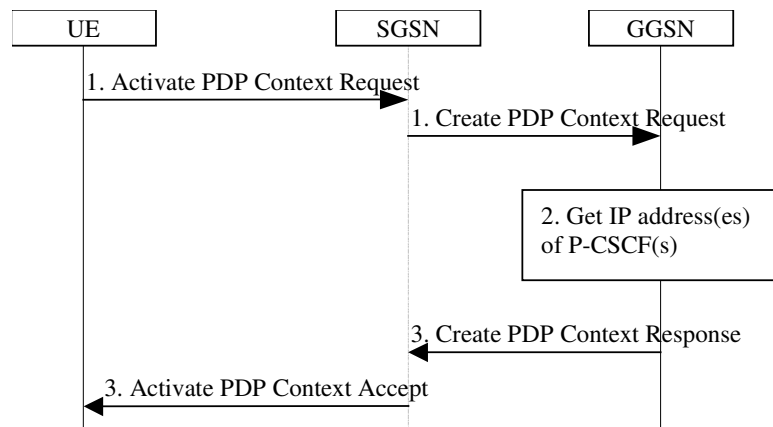 UE
SGSN
GGSN
1. Activate PDP Context Request
1. Create PDP Context Request
2. Get IP address(es)
of P-CSCF(s)
3. Create PDP Context Response
3. Activate PDP Context Accept